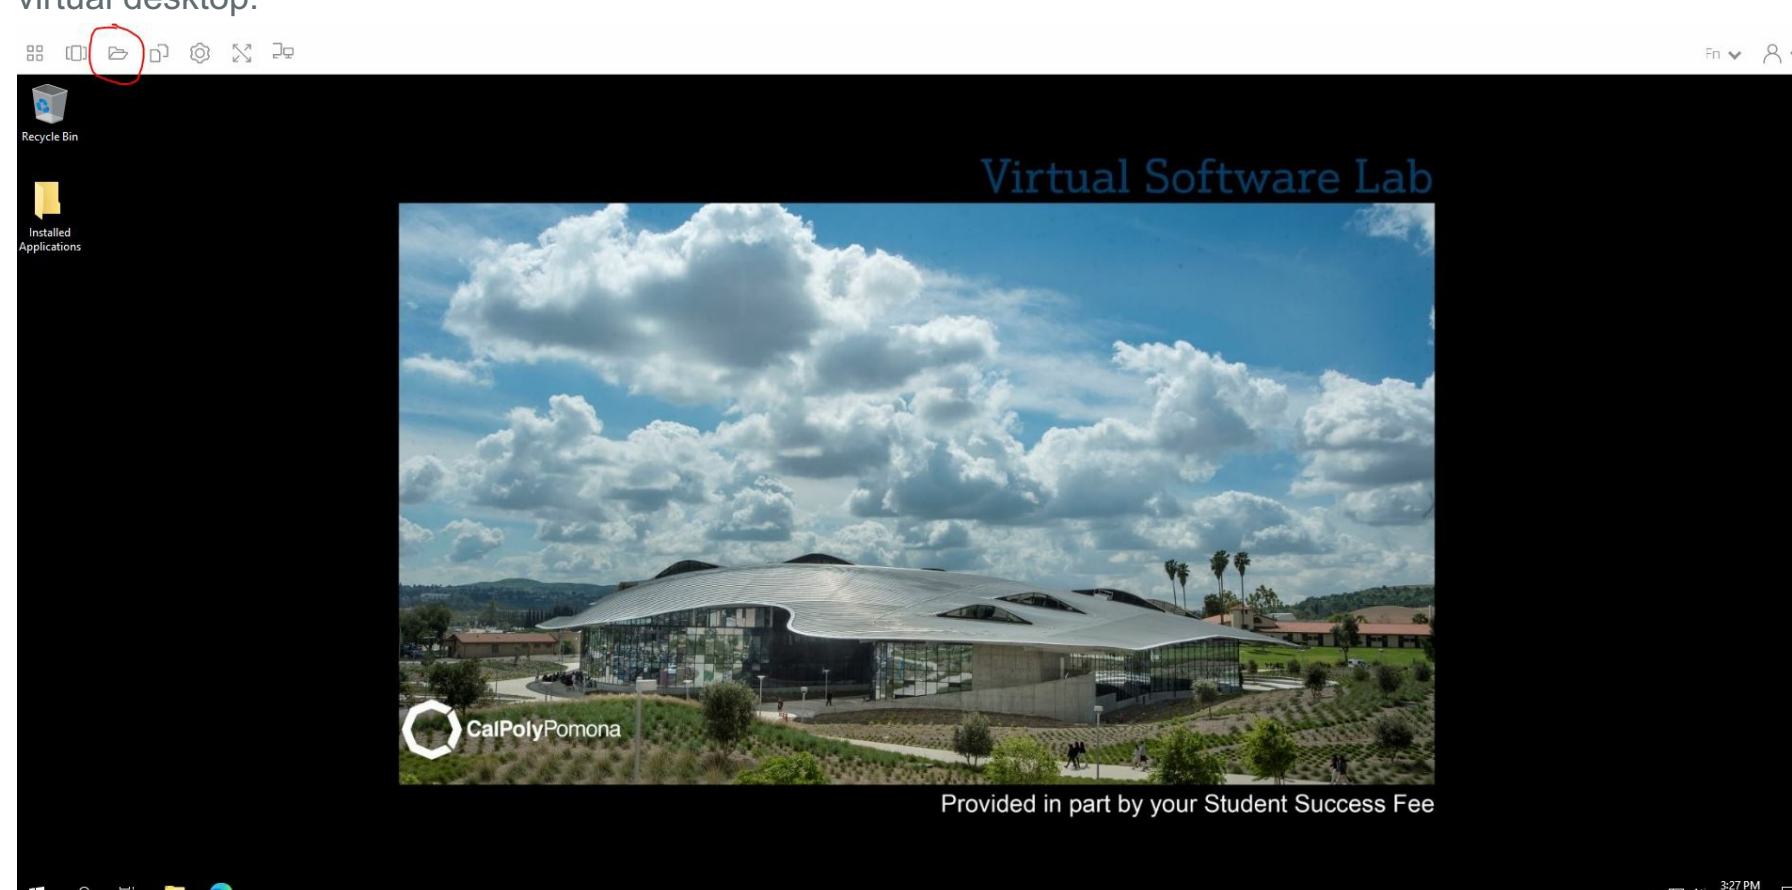 virtual desktop.
Fn
Recycle Bin
Installed
Applications
Virtual Software Lab
CalPolyPomona
Provided in part by your Student Success Fee
3:27 PM